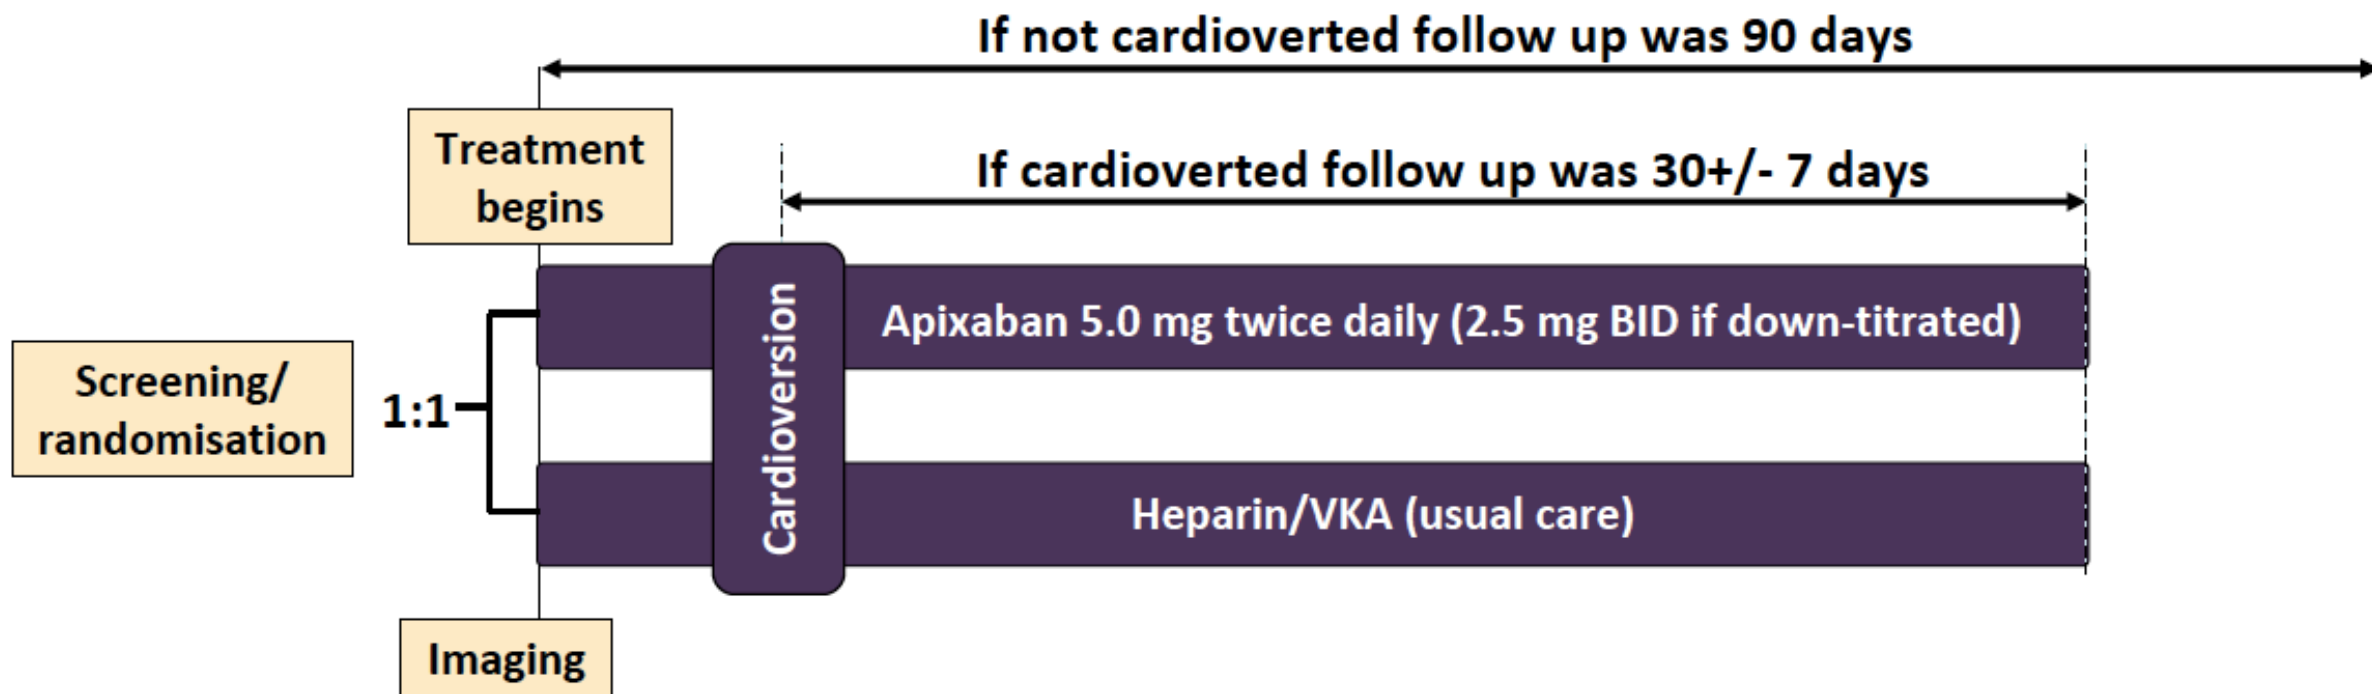 If not cardioverted follow up was 90 days
Treatment
begins
If cardioverted follow up was 30+/- 7 days
Screening/
randomisation
1:1
Cardioversion
Apixaban 5.0 mg twice daily (2.5 mg BID if down-titrated)
Heparin/VKA (usual care)
Imaging